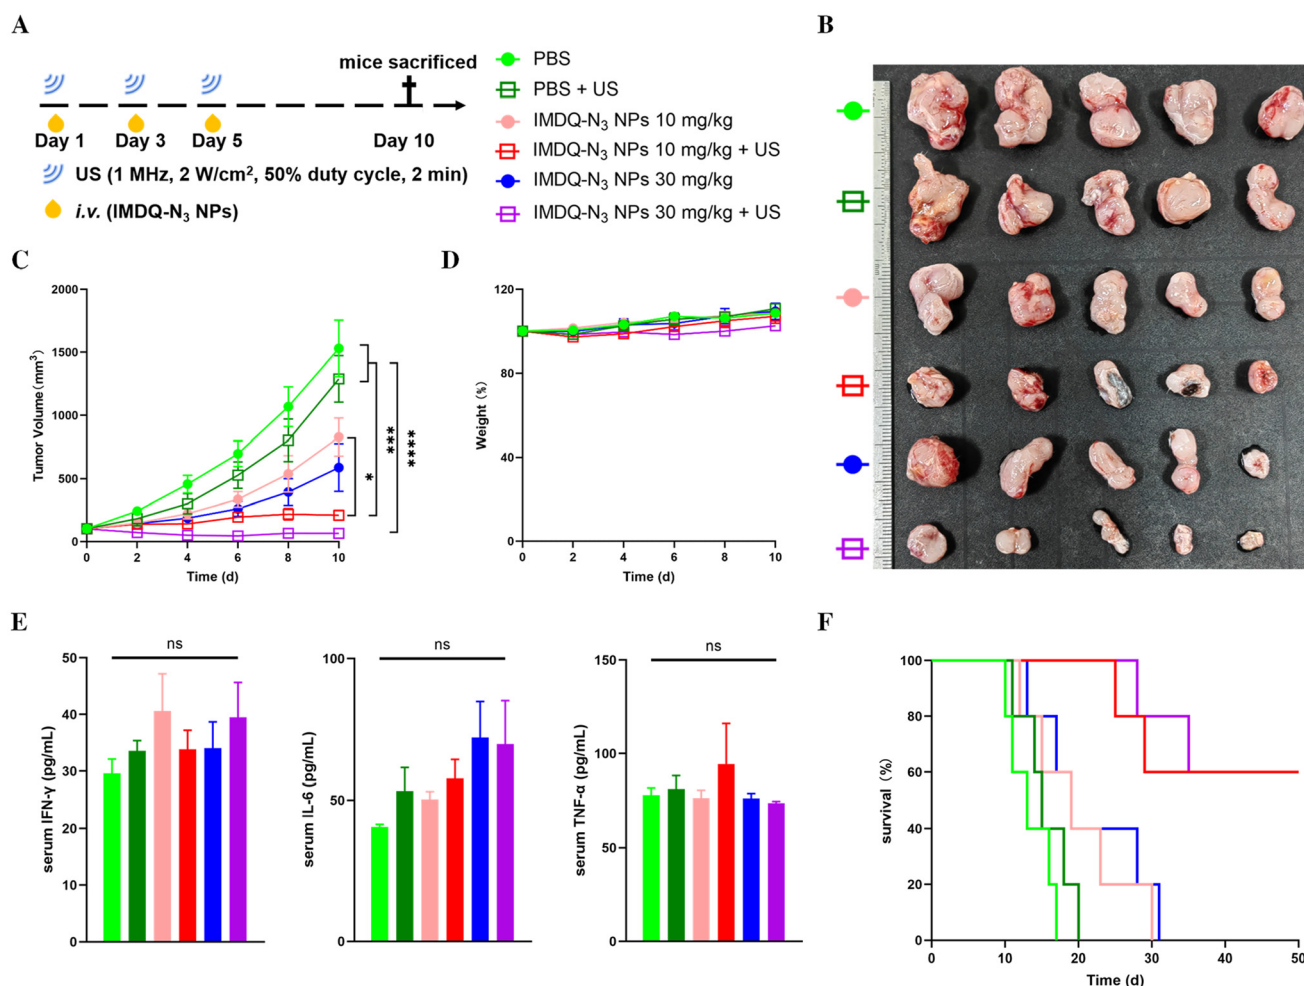 A
mice sacrificed
Day 1
Day 3
Day 5
Day 10
US (1 MHz, 2 W/cm², 50% duty cycle, 2 min)
i.v. (IMDQ-N₃ NPs)
PBS
PBS + US
IMDQ-N₃ NPs 10 mg/kg
IMDQ-N₃ NPs 10 mg/kg + US
IMDQ-N₃ NPs 30 mg/kg
IMDQ-N₃ NPs 30 mg/kg + US
B
C
2000
1500
1000
500
0
Tumor Volume(mm³)
0 2 4 6 8 10
Time (d)
*
***
****
D
120
80
40
0
Weight (%)
0 2 4 6 8 10
Time (d)
E
ns
50
40
30
20
10
0
serum IFN-γ (pg/mL)
ns
100
50
0
serum IL-6 (pg/mL)
ns
150
100
50
0
serum TNF-α (pg/mL)
F
100
80
60
40
20
0
survival (%)
0 20 30 40 50
Time (d)